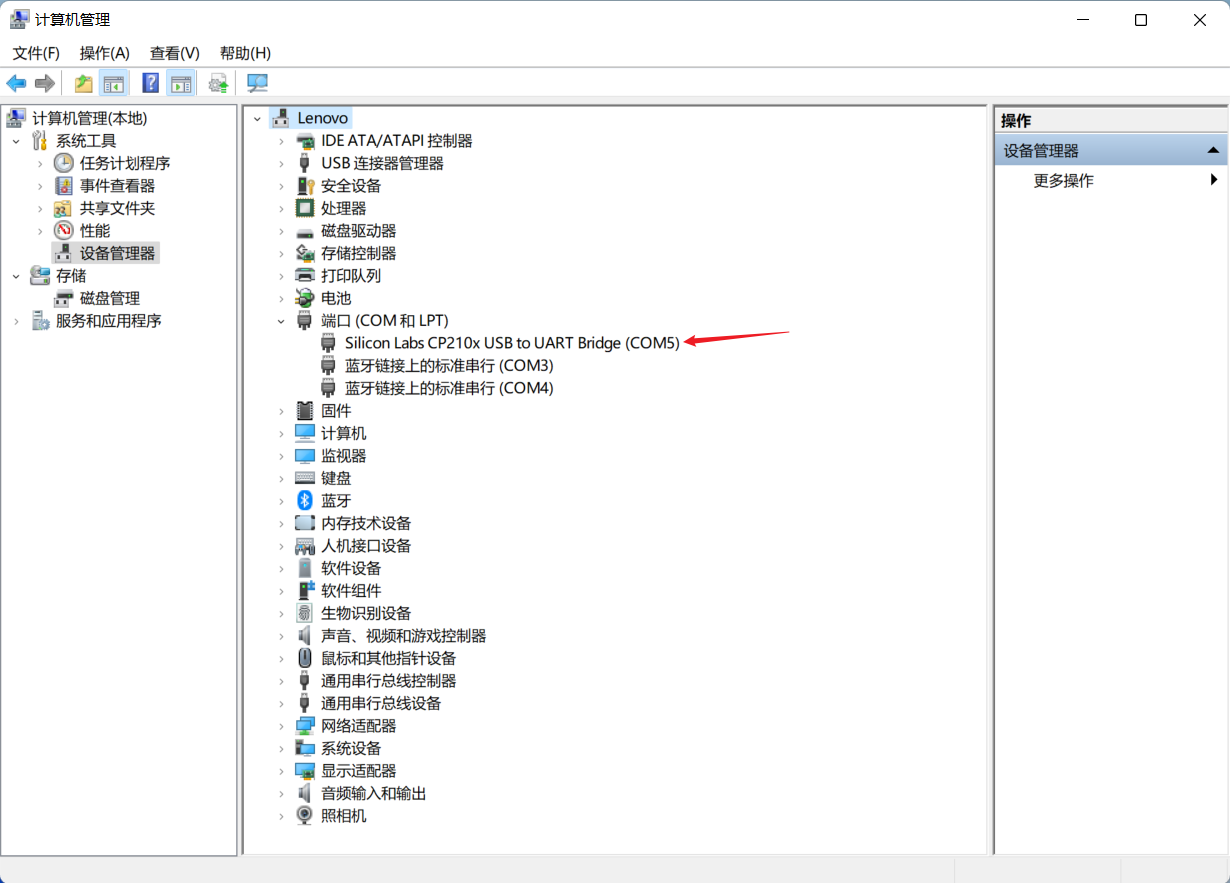 计算机管理
文件(F) 操作(A) 查看(V) 帮助(H)
计算机管理(本地)
系统工具
任务计划程序
事件查看器
共享文件夹
性能
设备管理器
存储
磁盘管理
服务和应用程序
Lenovo
IDE ATA/ATAPI 控制器
USB 连接器管理器
安全设备
处理器
磁盘驱动器
存储控制器
打印队列
电池
端口 (COM 和 LPT)
Silicon Labs CP210x USB to UART Bridge (COM5)
蓝牙链接上的标准串行 (COM3)
蓝牙链接上的标准串行 (COM4)
固件
计算机
监视器
键盘
蓝牙
内存技术设备
人机接口设备
软件设备
软件组件
生物识别设备
声音、视频和游戏控制器
鼠标和其他指针设备
通用串行总线控制器
通用串行总线设备
网络适配器
系统设备
显示适配器
音频输入和输出
照相机
操作
设备管理器
更多操作